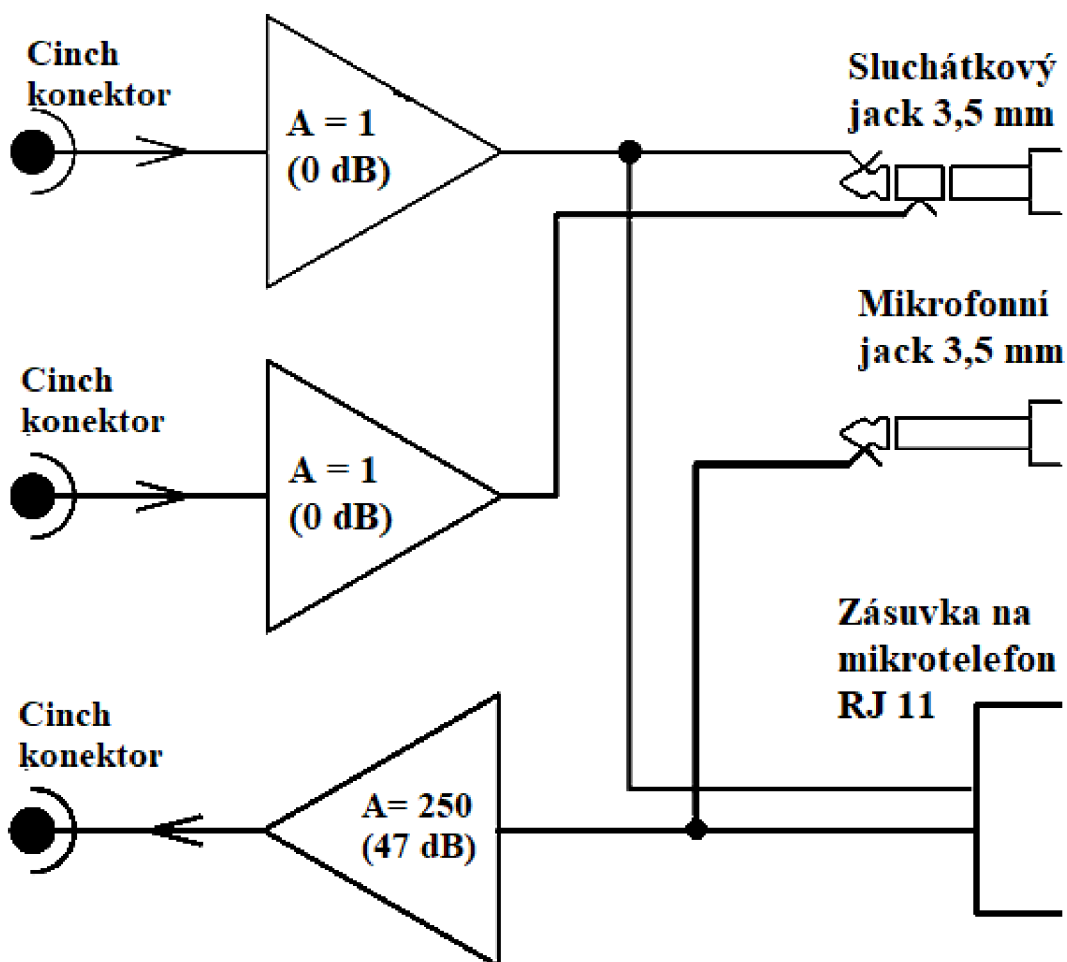 Cinch
konektor
A = 1
(0 dB)
Sluchátkový
jack 3,5 mm
Mikrofonní
jack 3,5 mm
Cinch
konektor
A = 1
(0 dB)
Zásuvka na
mikrotelefon
RJ 11
Cinch
konektor
A= 250
(47 dB)